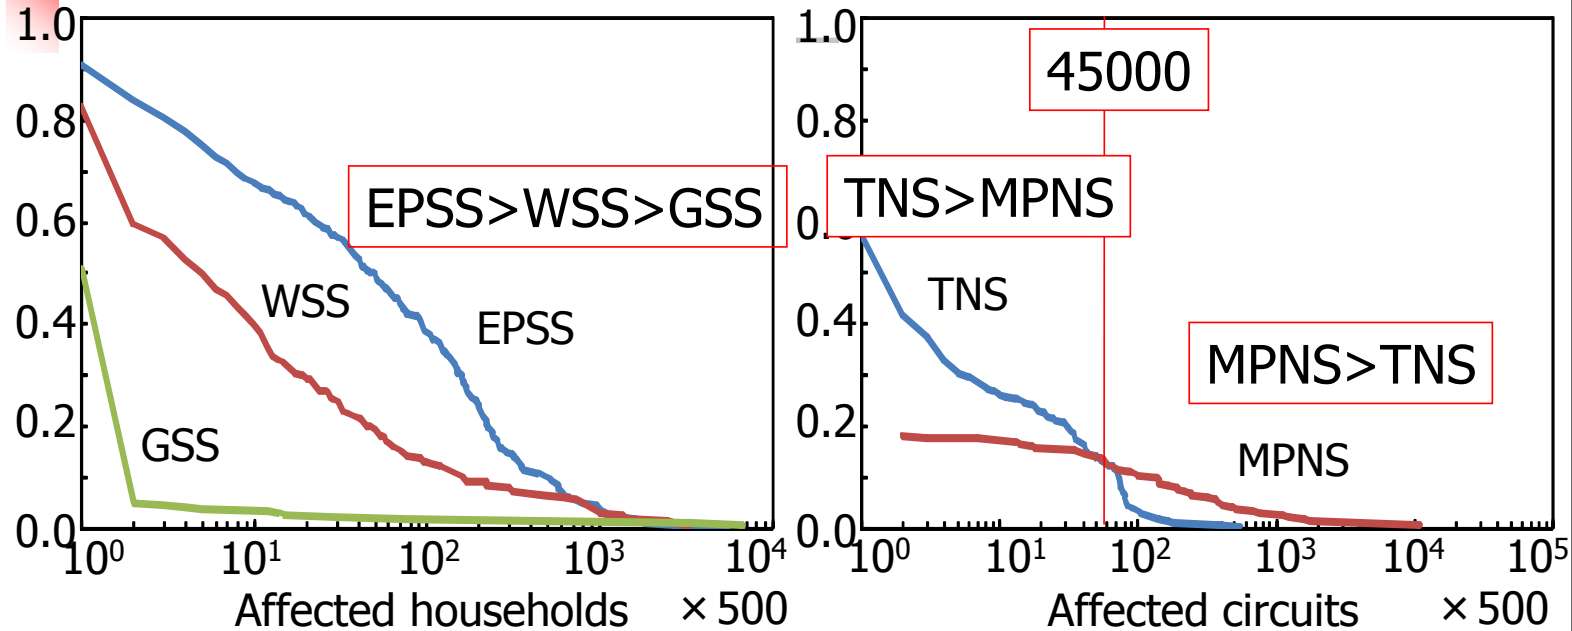 1.0
0.8
0.6
0.4
0.2
0.0
EPSS>WSS>GSS
WSS
EPSS
GSS
10⁰ 10¹ 10² 10³ 10⁴
Affected households ×500
1.0
0.8
0.4
0.2
0.0
45000
TNS>MPNS
TNS
MPNS>TNS
MPNS
10⁰ 10¹ 10² 10³ 10⁴ 10⁵
Affected circuits ×500